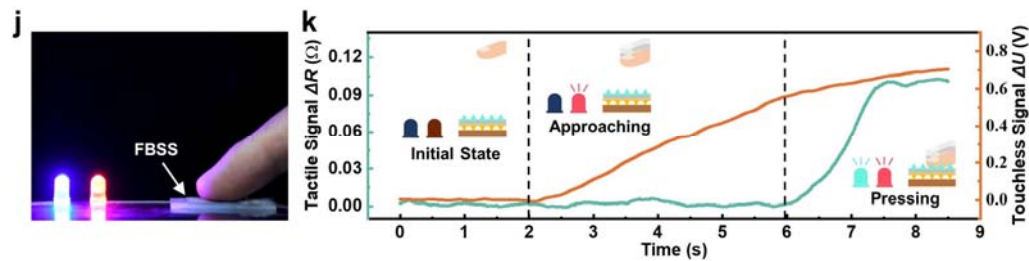 j
FBSS
k
Tactile Signal ΔR (Ω)
0.12
0.09
0.06
0.03
0.00
Initial State
Approaching
Pressing
0.8
0.6
0.4
0.2
0.0
Touchless Signal ΔU (V)
0 1 2 3 4 5 6 7 8 9
Time (s)